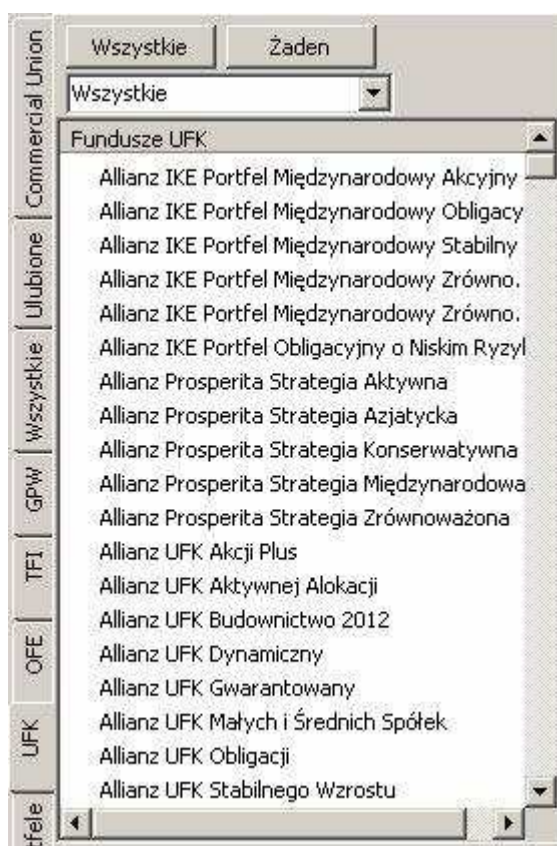 Wszystkie Żaden
Wszystkie
Fundusze UFK
Allianz IKE Portfel Międzynarodowy Akcyjny
Allianz IKE Portfel Międzynarodowy Obligacy
Allianz IKE Portfel Międzynarodowy Stabilny
Allianz IKE Portfel Międzynarodowy Zrówno.
Allianz IKE Portfel Międzynarodowy Zrówno.
Allianz IKE Portfel Obligacyjny o Niskim Ryzyl
Allianz Prosperita Strategia Aktywna
Allianz Prosperita Strategia Azjatycka
Allianz Prosperita Strategia Konserwatywna
Allianz Prosperita Strategia Międzynarodowa
Allianz Prosperita Strategia Zrównoważona
Allianz UFK Akcji Plus
Allianz UFK Aktywnej Alokacji
Allianz UFK Budownictwo 2012
Allianz UFK Dynamiczny
Allianz UFK Gwarantowany
Allianz UFK Małych i Średnich Spółek
Allianz UFK Obligacji
Allianz UFK Stabilnego Wzrostu
Commercial Union
Ulubione
Wszystkie
GPW
TFI
OFE
UFK
tfele